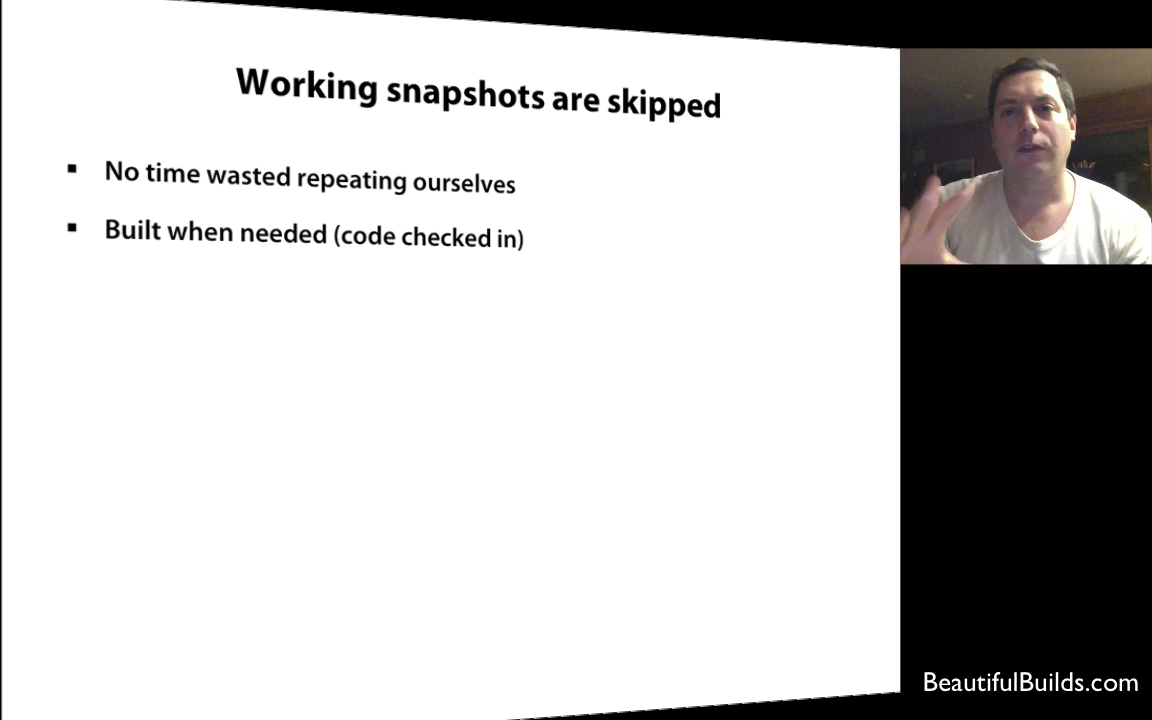 Working snapshots are skipped
▪ No time wasted repeating ourselves
▪ Built when needed (code checked in)
BeautifulBuilds.com